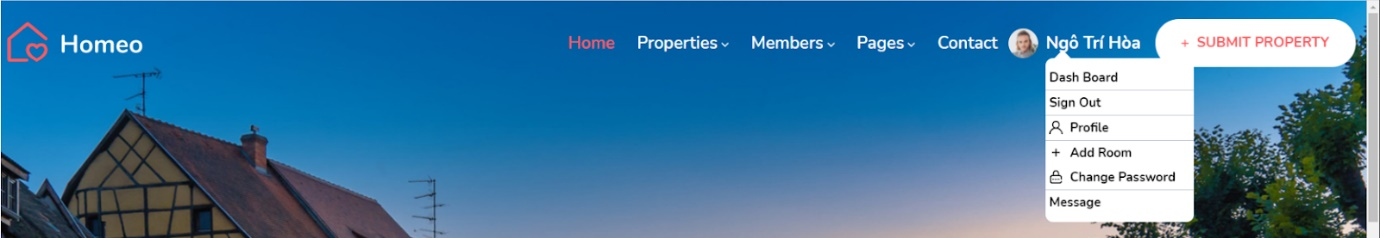 Homeo
Home Properties Members Pages Contact Ngô Trí Hòa + SUBMIT PROPERTY
Dash Board
Sign Out
Profile
+ Add Room
Change Password
Message